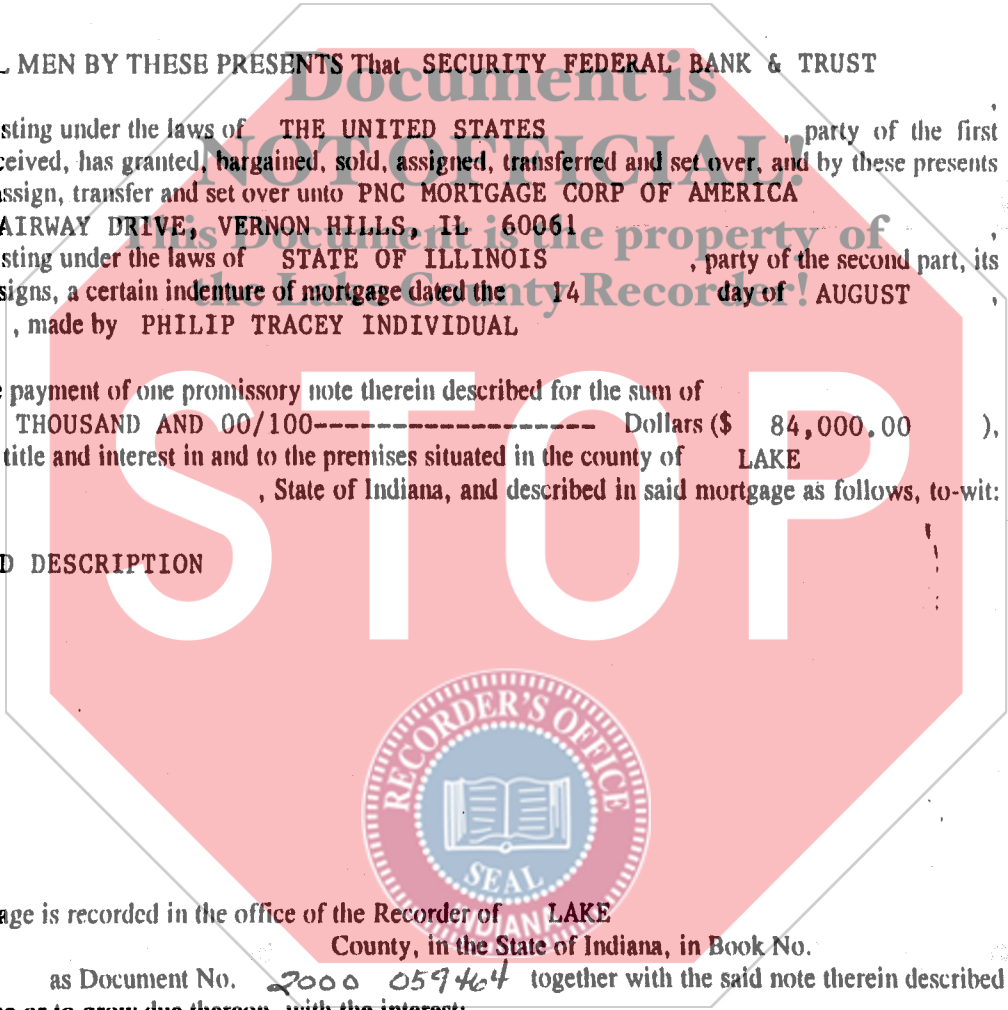 MEN BY THESE PRESENTS That SECURITY FEDERAL BANK & TRUST
Document is
sting under the laws of THE UNITED STATES , party of the first
NOT OFFICIAL!
ceived, has granted, bargained, sold, assigned, transferred and set over, and by these presents
assign, transfer and set over unto PNC MORTGAGE CORP OF AMERICA
AIRWAY DRIVE, VERNON HILLS, IL 60061 ,
This Document is the property of
sting under the laws of STATE OF ILLINOIS , party of the second part, its
the Lake County Recorder!
signs, a certain indenture of mortgage dated the 14 day of AUGUST ,
, made by PHILIP TRACEY INDIVIDUAL
payment of one promissory note therein described for the sum of
THOUSAND AND 00/100-------------------- Dollars ($ 84,000.00 ),
title and interest in and to the premises situated in the county of LAKE
, State of Indiana, and described in said mortgage as follows, to-wit:
STOP
D DESCRIPTION
RECORDER'S OFFICE
SEAL
INDIANA
age is recorded in the office of the Recorder of LAKE
County, in the State of Indiana, in Book No.
as Document No. 2000 059464 together with the said note therein described
or to grow due thereon, with the interest;